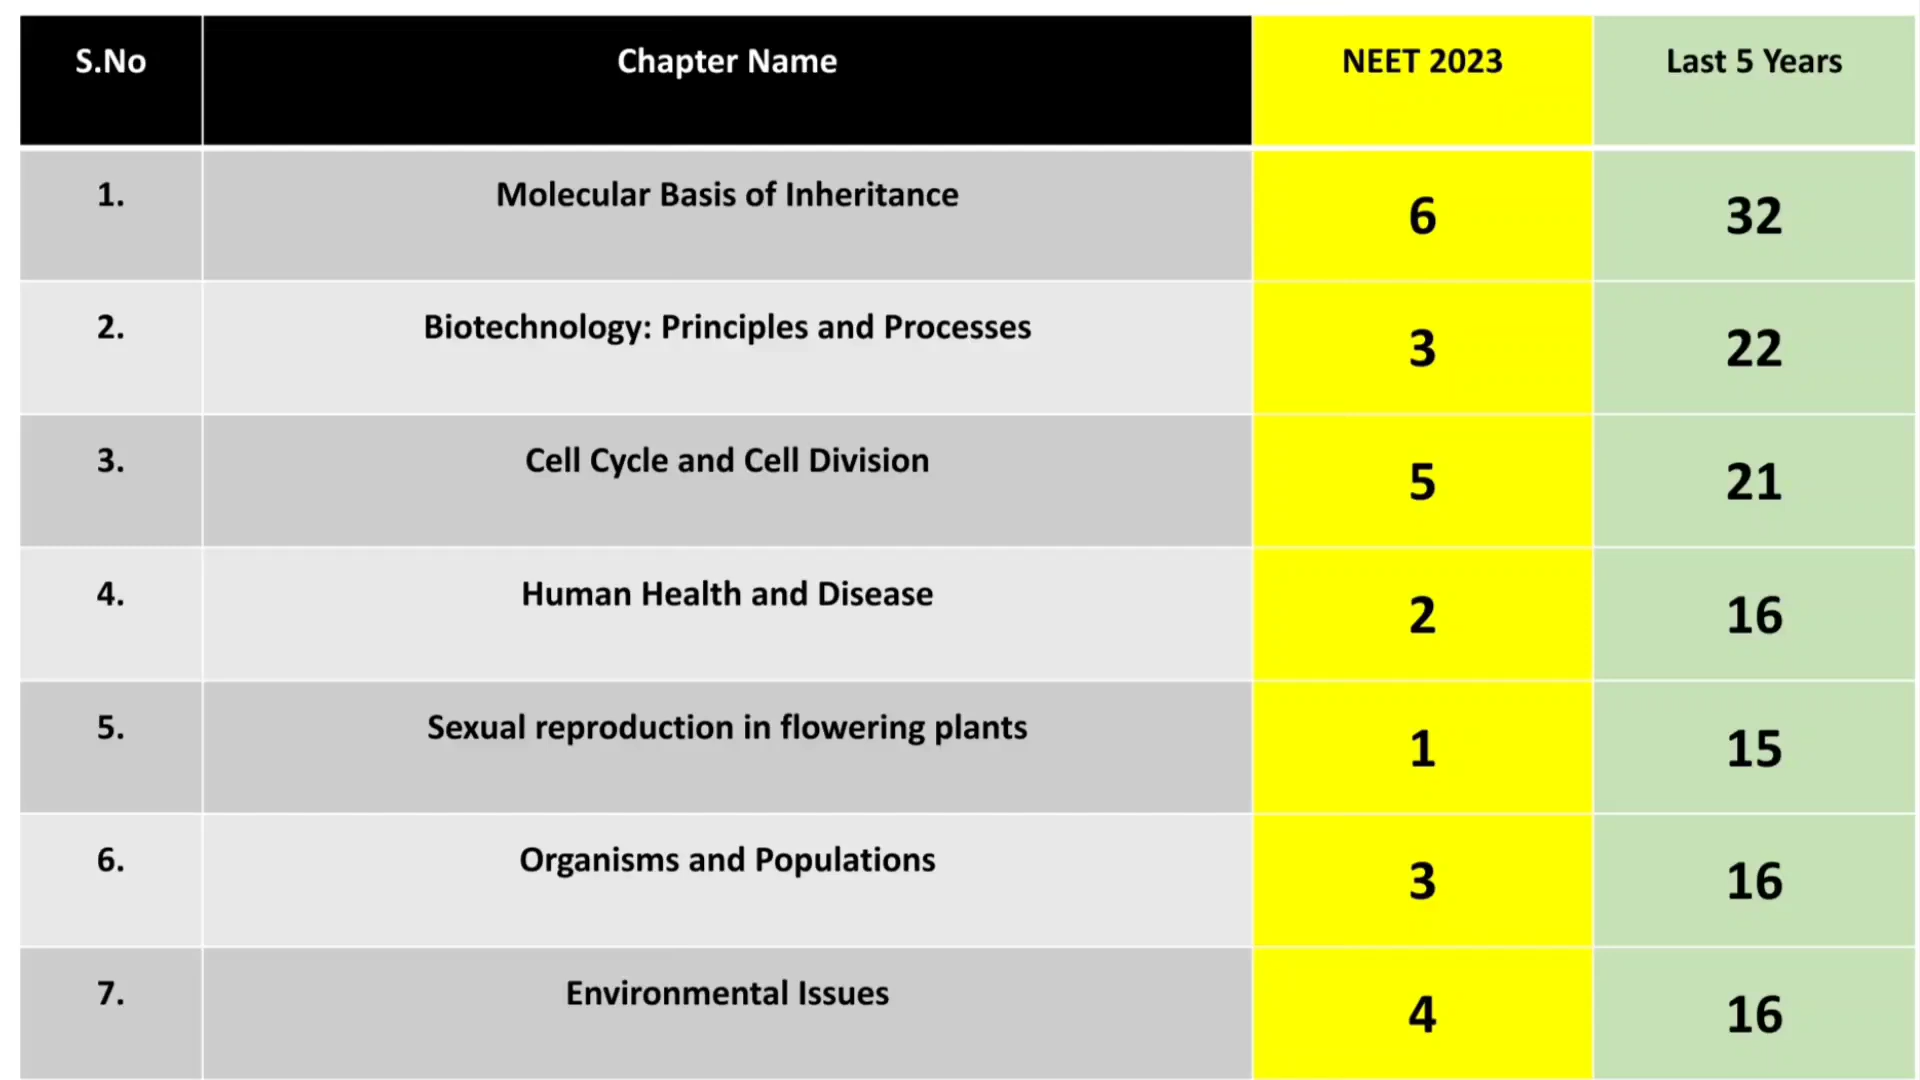 S.No Chapter Name NEET 2023 Last 5 Years
1. Molecular Basis of Inheritance 6 32
2. Biotechnology: Principles and Processes 3 22
3. Cell Cycle and Cell Division 5 21
4. Human Health and Disease 2 16
5. Sexual reproduction in flowering plants 1 15
6. Organisms and Populations 3 16
7. Environmental Issues 4 16